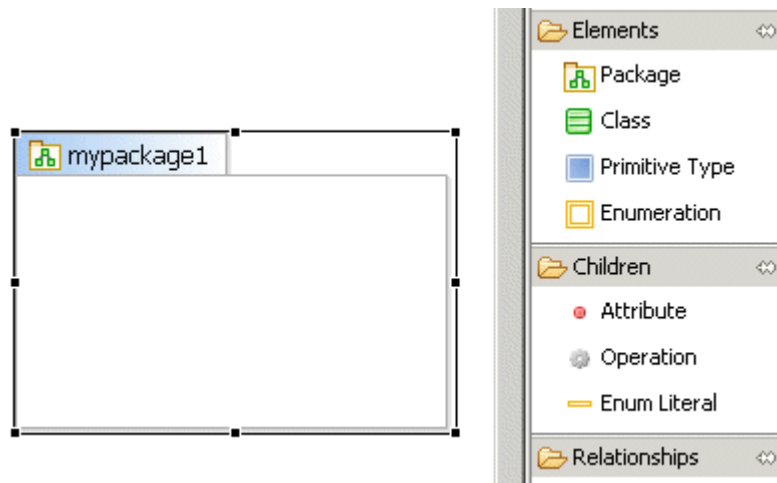 mypackage1
Elements
Package
Class
Primitive Type
Enumeration
Children
Attribute
Operation
Enum Literal
Relationships